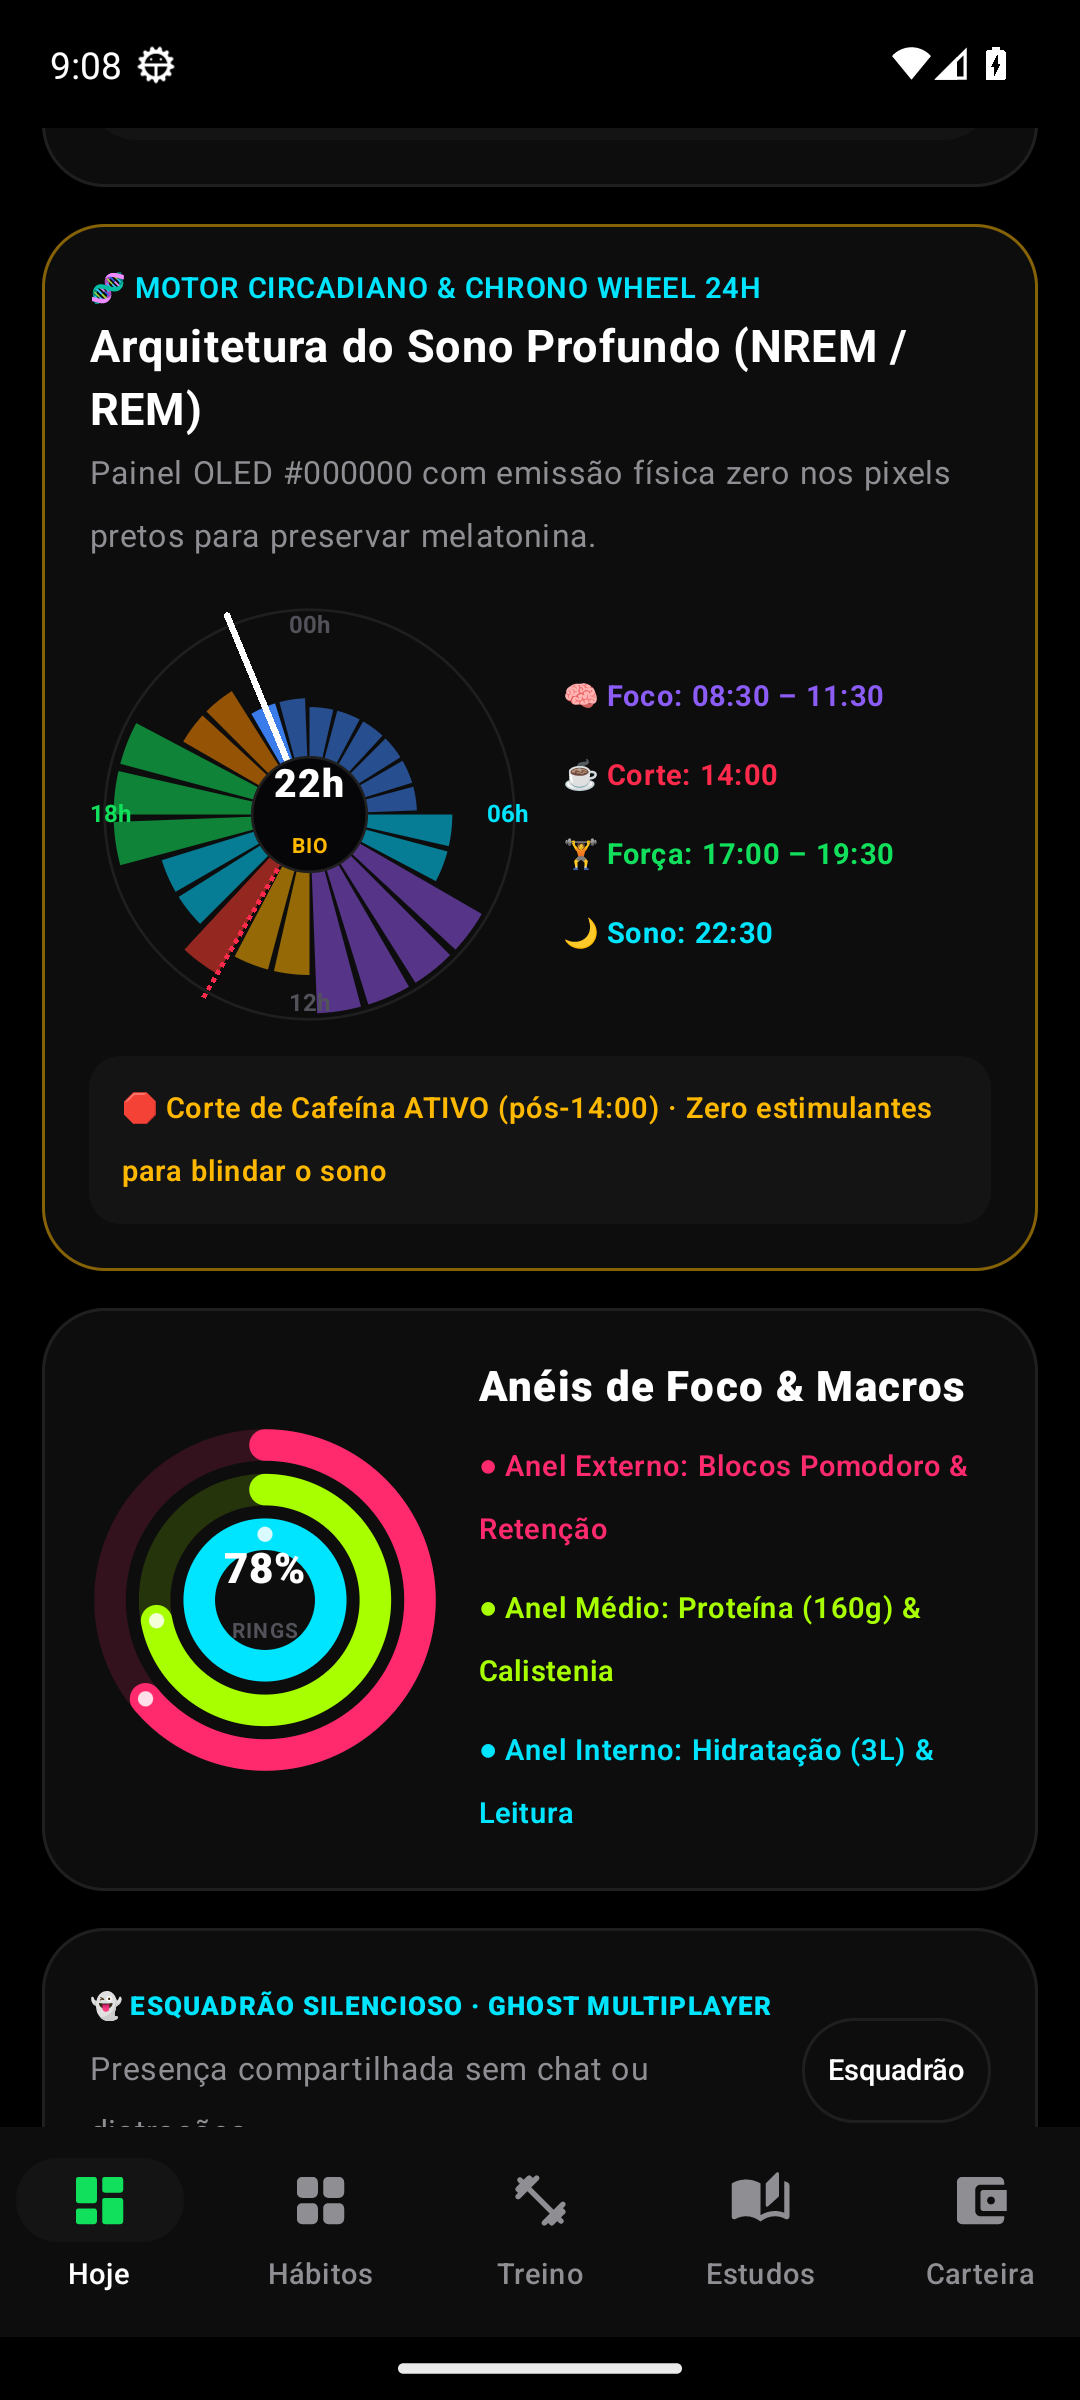 9:08
🧬 MOTOR CIRCADIANO & CHRONO WHEEL 24H
Arquitetura do Sono Profundo (NREM /
REM)
Painel OLED #000000 com emissão física zero nos pixels
pretos para preservar melatonina.
00h
22h
BIO
18h
06h
12h
🧠 Foco: 08:30 – 11:30
☕ Corte: 14:00
🏋️ Força: 17:00 – 19:30
🌙 Sono: 22:30
🛑 Corte de Cafeína ATIVO (pós-14:00) · Zero estimulantes
para blindar o sono
78%
RINGS
Anéis de Foco & Macros
● Anel Externo: Blocos Pomodoro &
Retenção
● Anel Médio: Proteína (160g) &
Calistenia
● Anel Interno: Hidratação (3L) &
Leitura
👻 ESQUADRÃO SILENCIOSO · GHOST MULTIPLAYER
Presença compartilhada sem chat ou
Esquadrão
Hoje
Hábitos
Treino
Estudos
Carteira